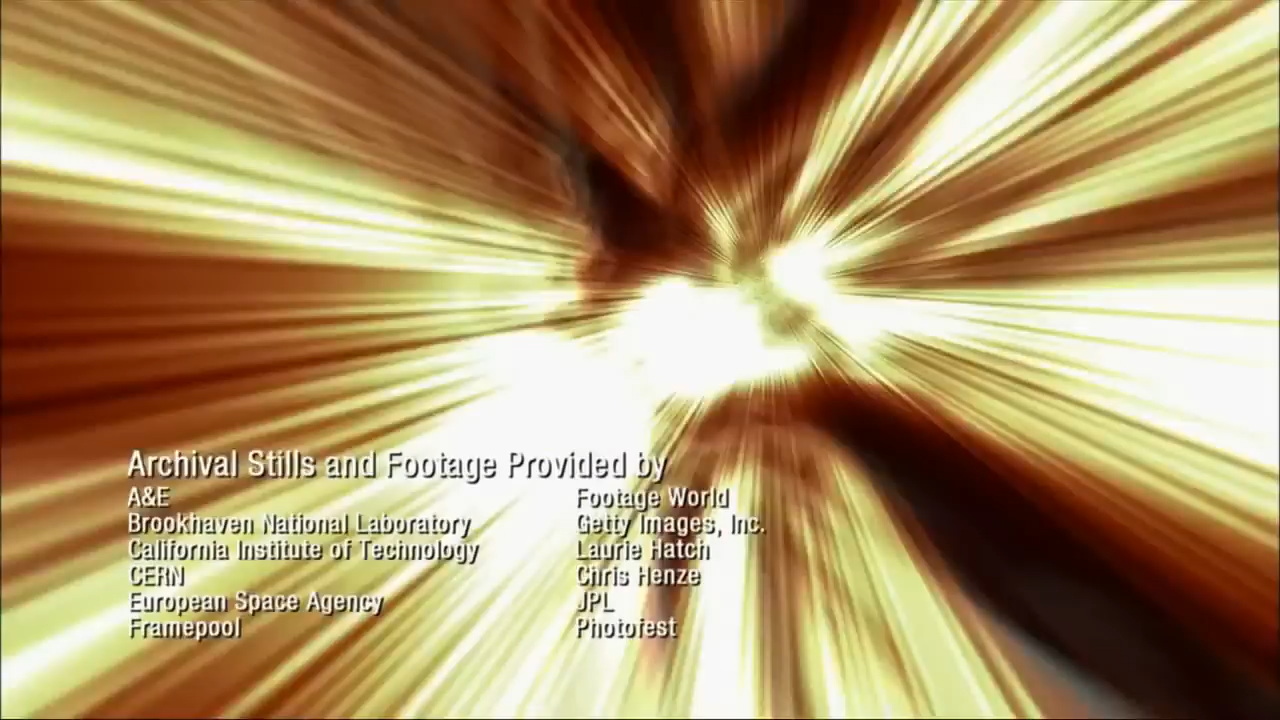 Archival Stills and Footage Provided by
A&E
Brookhaven National Laboratory
California Institute of Technology
CERN
European Space Agency
Framepool
Footage World
Getty Images, Inc.
Laurie Hatch
Chris Henze
JPL
Photofest